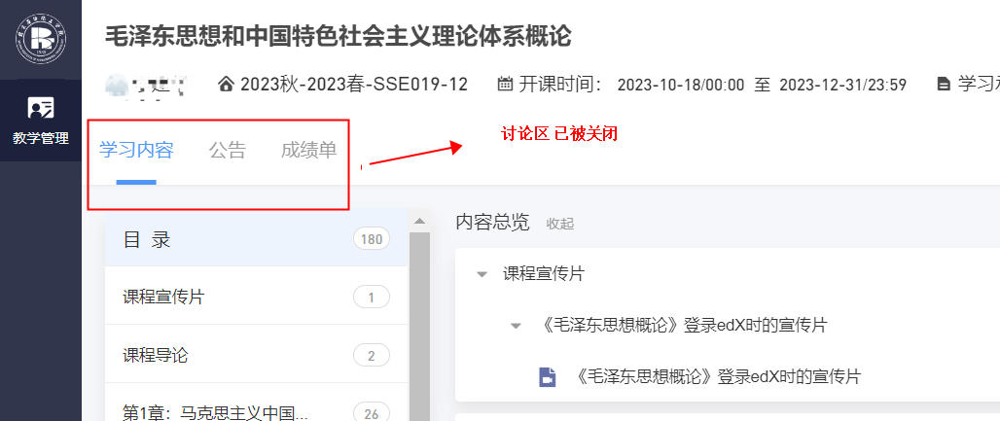 毛泽东思想和中国特色社会主义理论体系概论
2023秋-2023春-SSE019-12 开课时间： 2023-10-18/00:00 至 2023-12-31/23:59 学习
教学管理
讨论区 已被关闭
学习内容 公告 成绩单
内容总览 收起
目 录 180
课程宣传片
课程宣传片 1
《毛泽东思想概论》登录edX时的宣传片
课程导论 2
《毛泽东思想概论》登录edX时的宣传片
第1章：马克思主义中国... 26